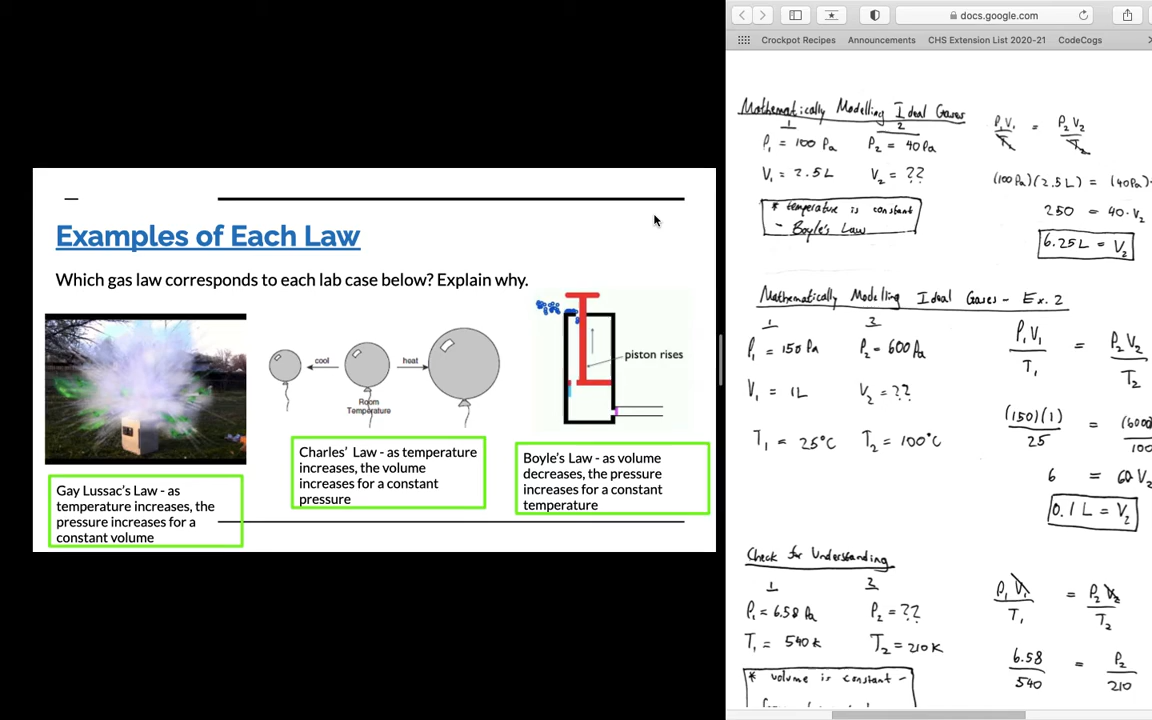 Examples of Each Law
Which gas law corresponds to each lab case below? Explain why.
cool
heat
Room
Temperature
piston rises
Gay Lussac's Law - as
temperature increases, the
pressure increases for a
constant volume
Charles' Law - as temperature
increases, the volume
increases for a constant
pressure
Boyle's Law - as volume
decreases, the pressure
increases for a constant
temperature
docs.google.com
Crockpot Recipes Announcements CHS Extension List 2020-21 CodeCogs
Mathematically Modelling Ideal Gases
1 2
P₁ = 100 Pa P₂ = 40 Pa
V₁ = 2.5 L V₂ = ??
* temperature is constant
- Boyle's Law
P₁V₁ = P₂V₂
T₁ T₂
(100 Pa)(2.5 L) = (40 Pa)
250 = 40·V₂
6.25 L = V₂
Mathematically Modelling Ideal Gases - Ex. 2
1 2
P₁ = 150 Pa P₂ = 600 Pa
V₁ = 1L V₂ = ??
T₁ = 25°C T₂ = 100°C
P₁V₁ = P₂V₂
T₁ T₂
(150)(1) = (600)
25 100
6 = 60 V₂
0.1 L = V₂
Check for Understanding
1 2
P₁ = 6.58 Pa P₂ = ??
T₁ = 540 K T₂ = 210 K
* volume is constant -
P₁V₁ = P₂V₂
T₁ T₂
6.58 = P₂
540 210